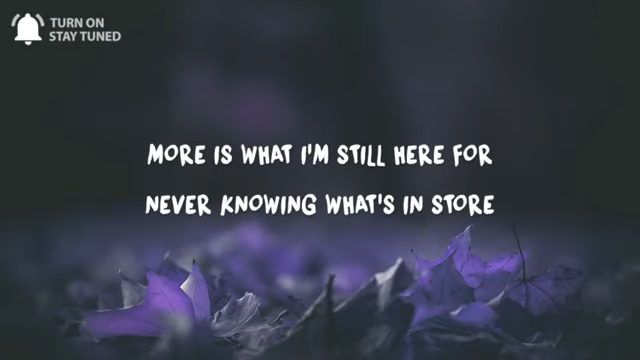 TURN ON
STAY TUNED
MORE IS WHAT I'M STILL HERE FOR
NEVER KNOWING WHAT'S IN STORE